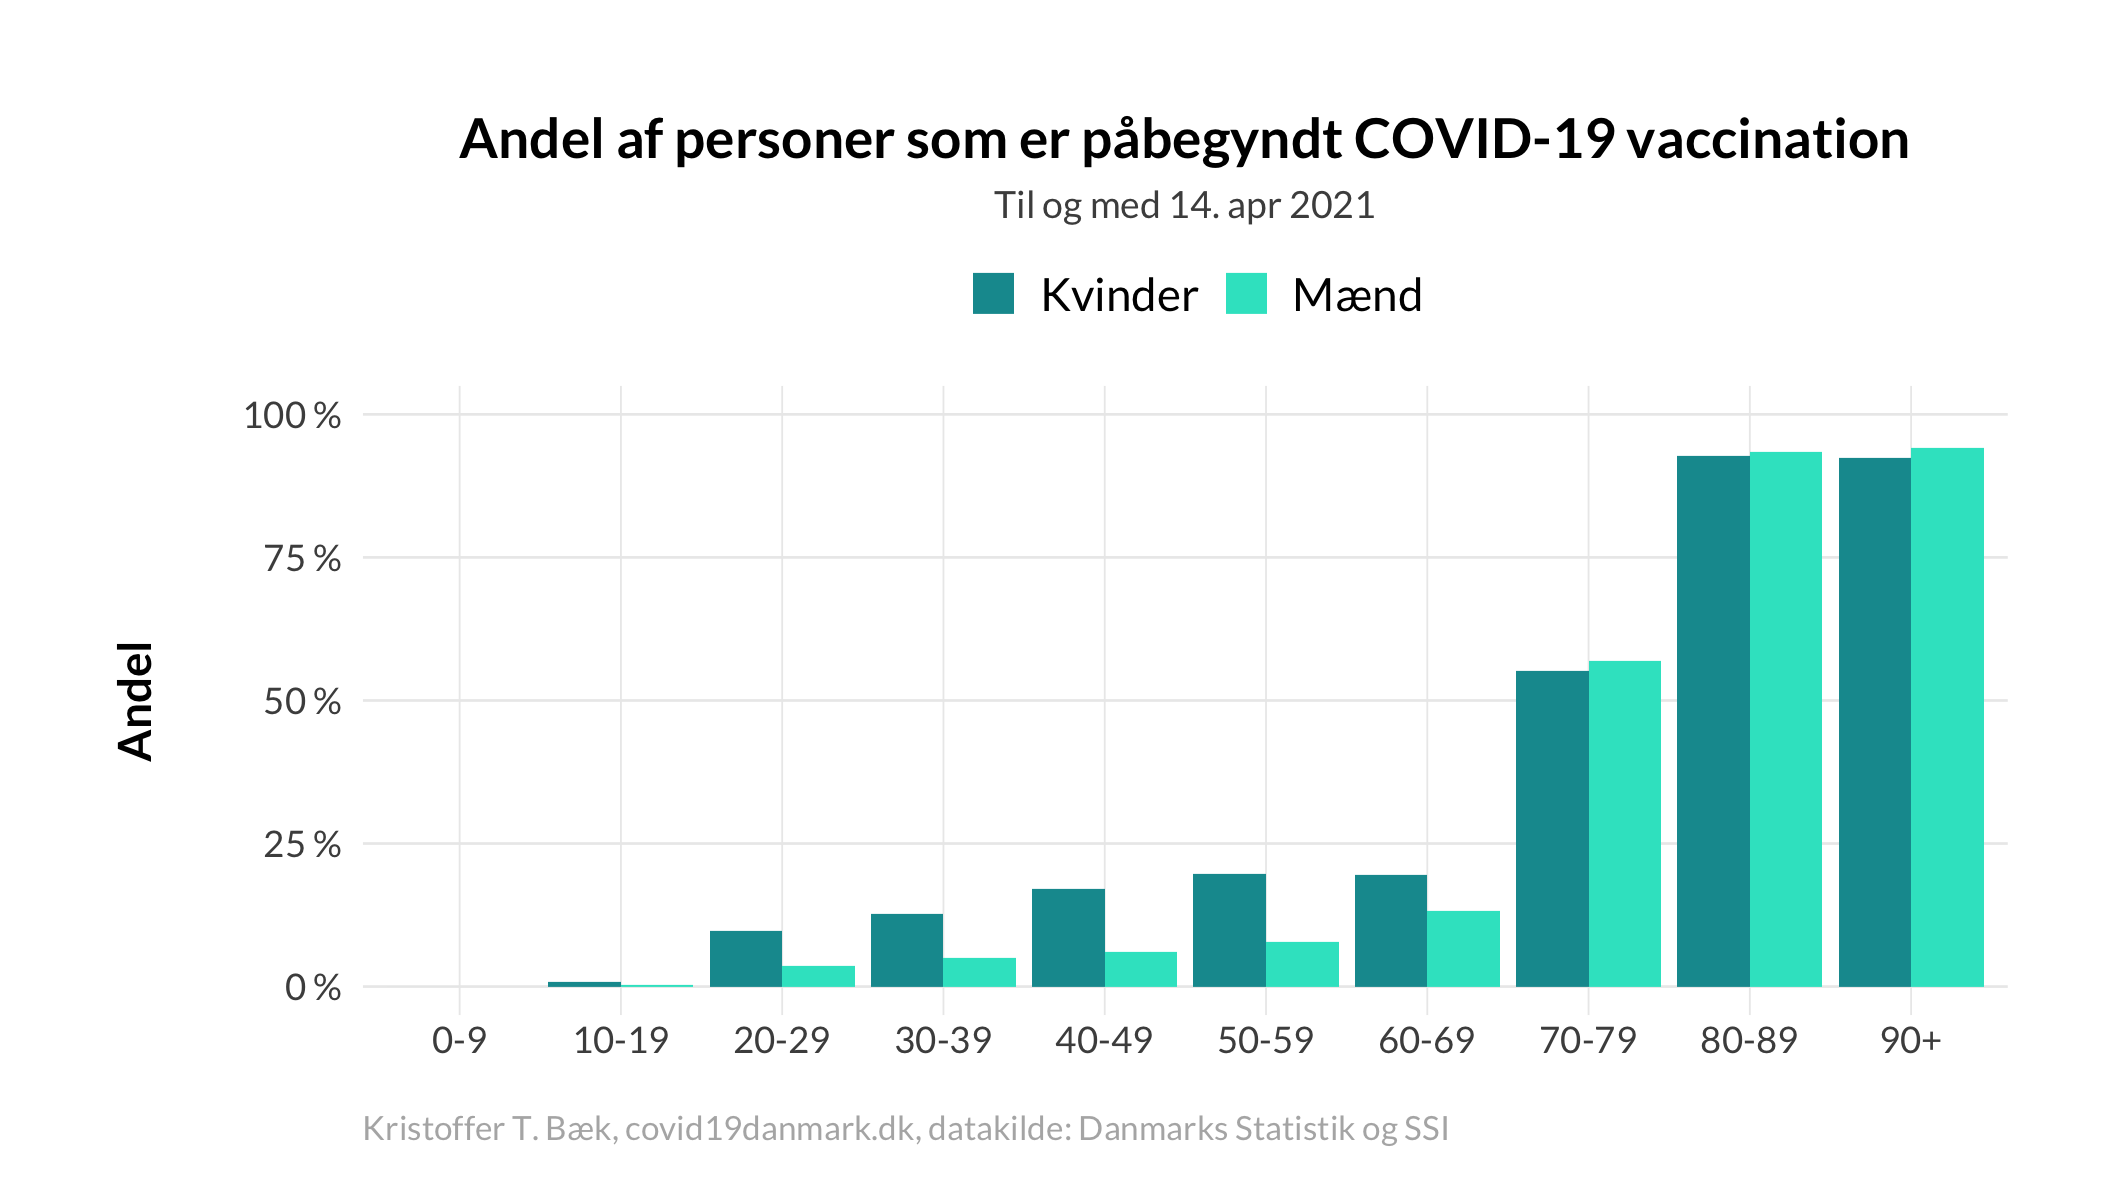 Andel af personer som er påbegyndt COVID-19 vaccination
Til og med 14. apr 2021
Kvinder Mænd
100 %
75 %
50 %
25 %
0 %
Andel
0-9 10-19 20-29 30-39 40-49 50-59 60-69 70-79 80-89 90+
Kristoffer T. Bæk, covid19danmark.dk, datakilde: Danmarks Statistik og SSI